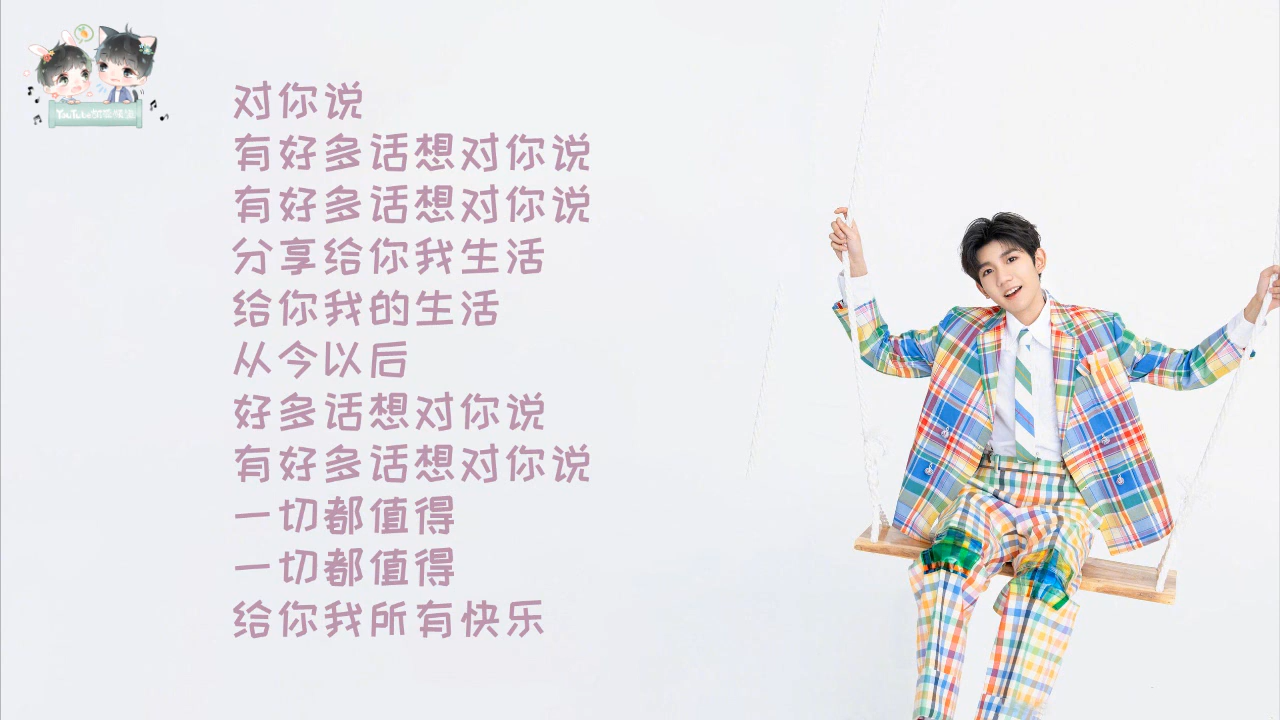 对你说
有好多话想对你说
有好多话想对你说
分享给你我生活
给你我的生活
从今以后
好多话想对你说
有好多话想对你说
一切都值得
一切都值得
给你我所有快乐